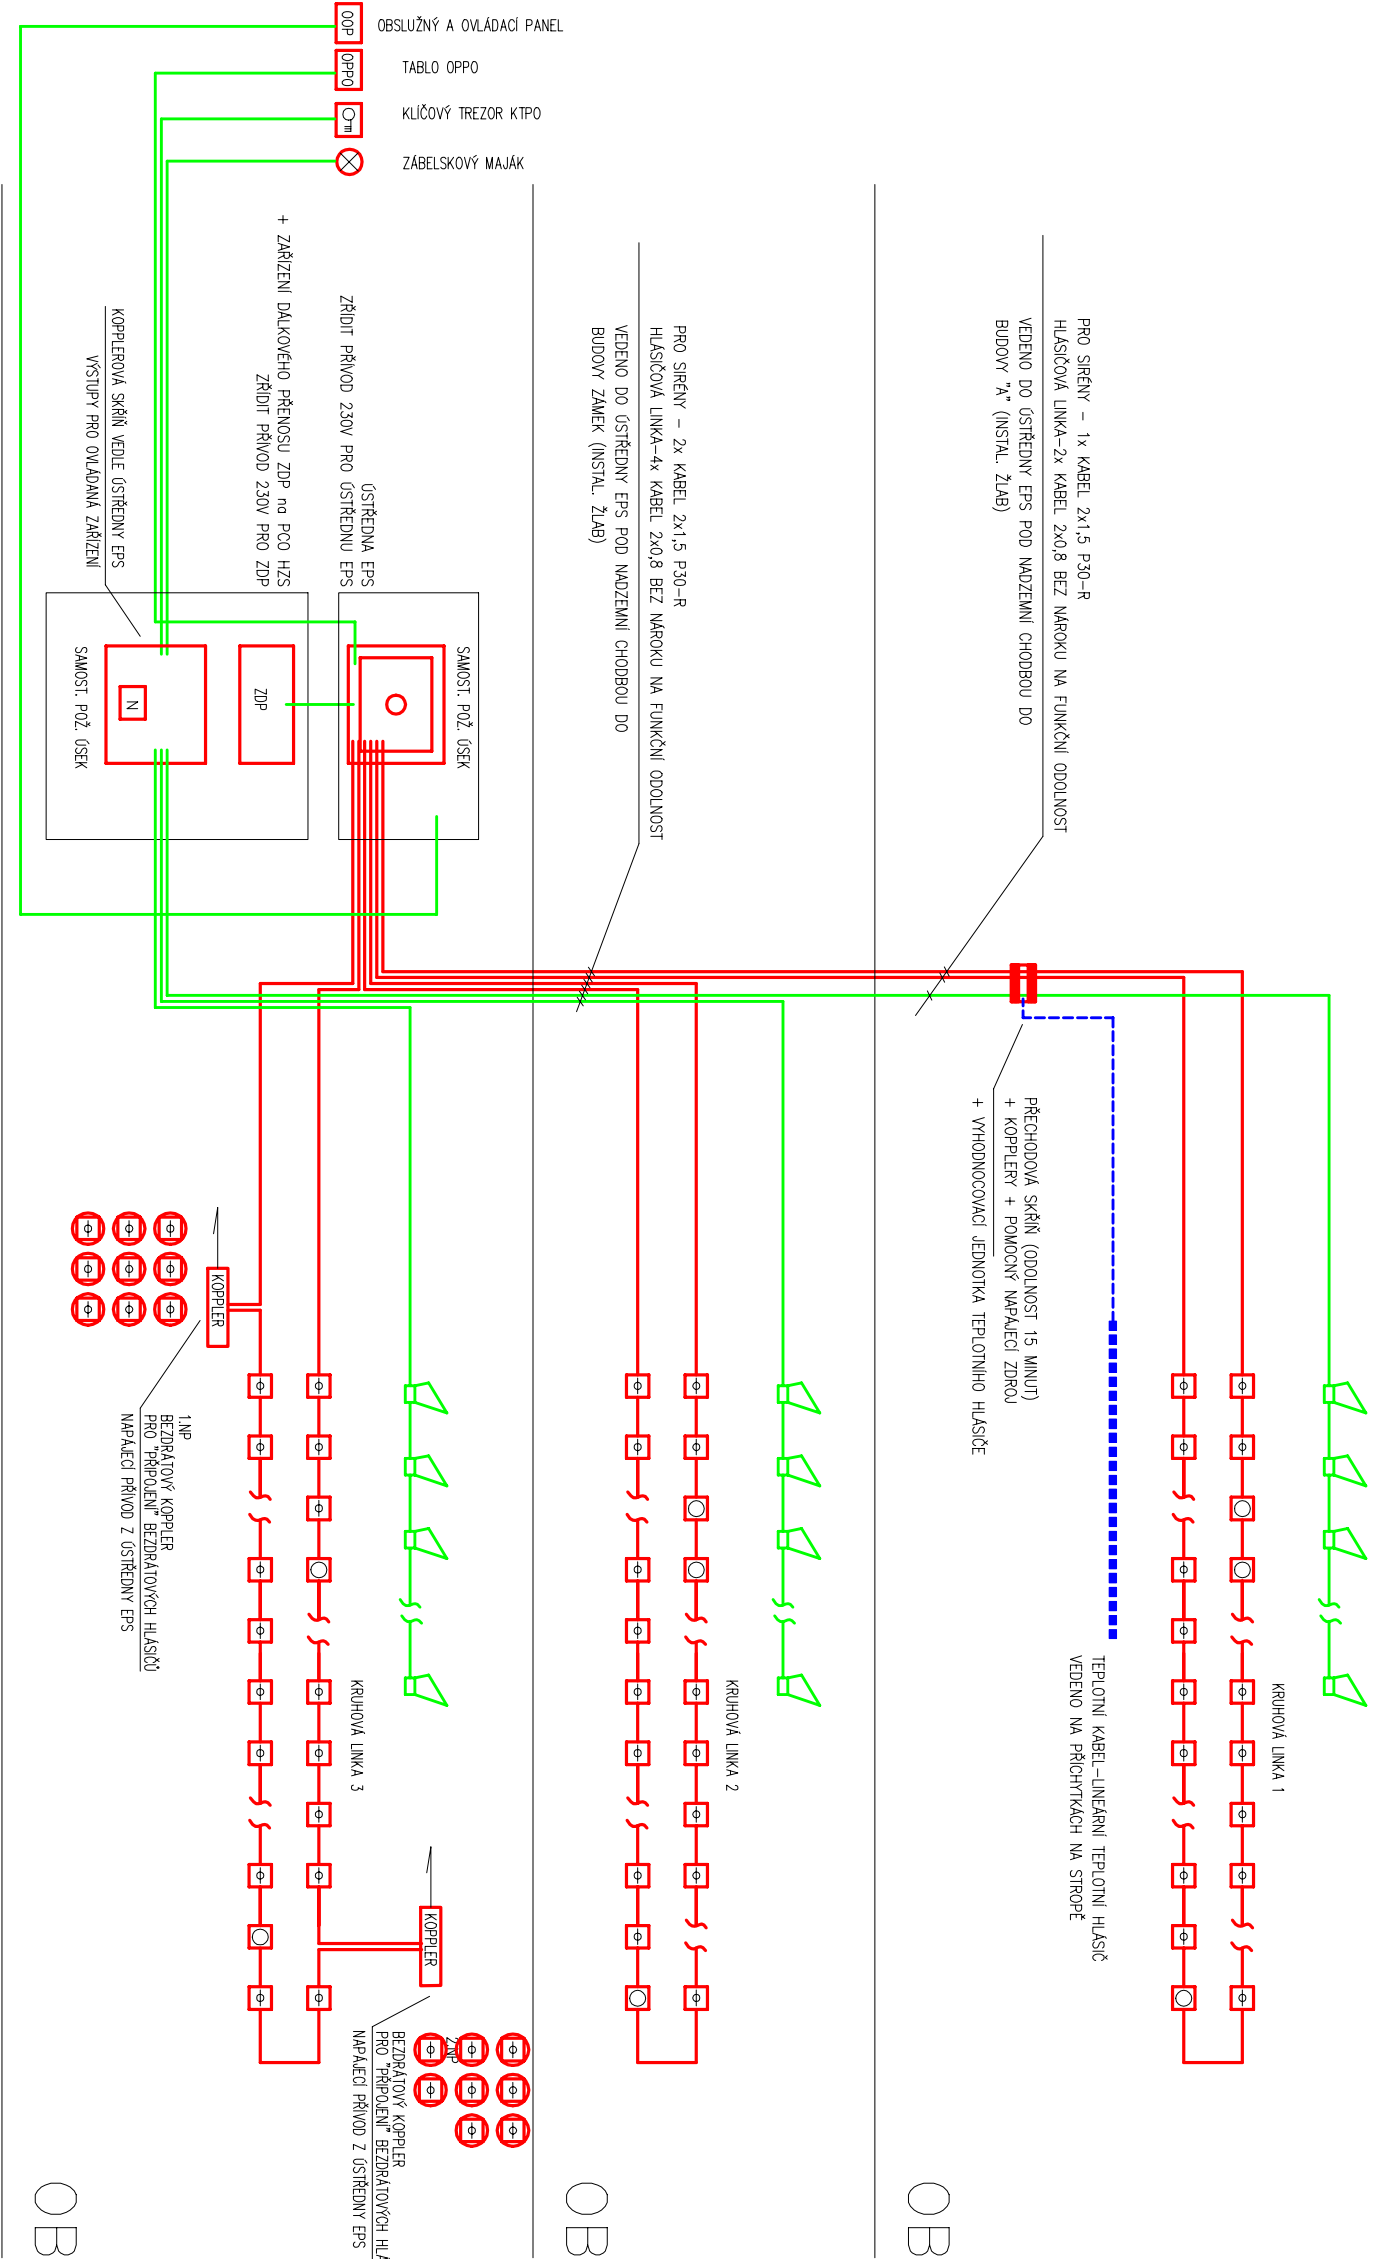 OOP
OBSLUŽNÝ A OVLÁDACÍ PANEL
OPPO
TABLO OPPO
KLÍČOVÝ TREZOR KTPO
ZÁBELSKOVÝ MAJÁK
PRO SIRÉNY - 1x KABEL 2x1,5 P30-R
HLÁSIČOVÁ LINKA-2x KABEL 2x0,8 BEZ NÁROKU NA FUNKČNÍ ODOLNOST
VEDENO DO ÚSTŘEDNY EPS POD NADZEMNÍ CHODBOU DO
BUDOVY "A" (INSTAL. ŽLAB)
PRO SIRÉNY - 2x KABEL 2x1,5 P30-R
HLÁSIČOVÁ LINKA-4x KABEL 2x0,8 BEZ NÁROKU NA FUNKČNÍ ODOLNOST
VEDENO DO ÚSTŘEDNY EPS POD NADZEMNÍ CHODBOU DO
BUDOVY ZÁMEK (INSTAL. ŽLAB)
ÚSTŘEDNA EPS
ZŘÍDIT PŘÍVOD 230V PRO ÚSTŘEDNU EPS
+ ZAŘÍZENÍ DÁLKOVÉHO PŘENOSU ZDP na PCO HZS
ZŘÍDIT PŘÍVOD 230V PRO ZDP
KOPPLEROVÁ SKŘÍŇ VEDLE ÚSTŘEDNY EPS
VÝSTUPY PRO OVLÁDANÁ ZAŘÍZENÍ
SAMOST. POŽ. ÚSEK
ZDP
N
SAMOST. POŽ. ÚSEK
PŘECHODOVÁ SKŘÍŇ (ODOLNOST 15 MINUT)
+ KOPPLERY + POMOCNÝ NAPÁJECÍ ZDROJ
+ VYHODNOCOVACÍ JEDNOTKA TEPLOTNÍHO HLÁSIČE
TEPLOTNÍ KABEL-LINEÁRNÍ TEPLOTNÍ HLÁSIČ
VEDENO NA PŘÍCHYTKÁCH NA STROPĚ
KRUHOVÁ LINKA 1
KRUHOVÁ LINKA 2
KRUHOVÁ LINKA 3
KOPPLER
1.NP
BEZDRÁTOVÝ KOPPLER
PRO "PŘIPOJENÍ" BEZDRÁTOVÝCH HLÁSIČŮ
NAPÁJECÍ PŘÍVOD Z ÚSTŘEDNY EPS
KOPPLER
2.NP
BEZDRÁTOVÝ KOPPLER
PRO "PŘIPOJENÍ" BEZDRÁTOVÝCH HLÁ
NAPÁJECÍ PŘÍVOD Z ÚSTŘEDNY EPS
OB
OB
OB